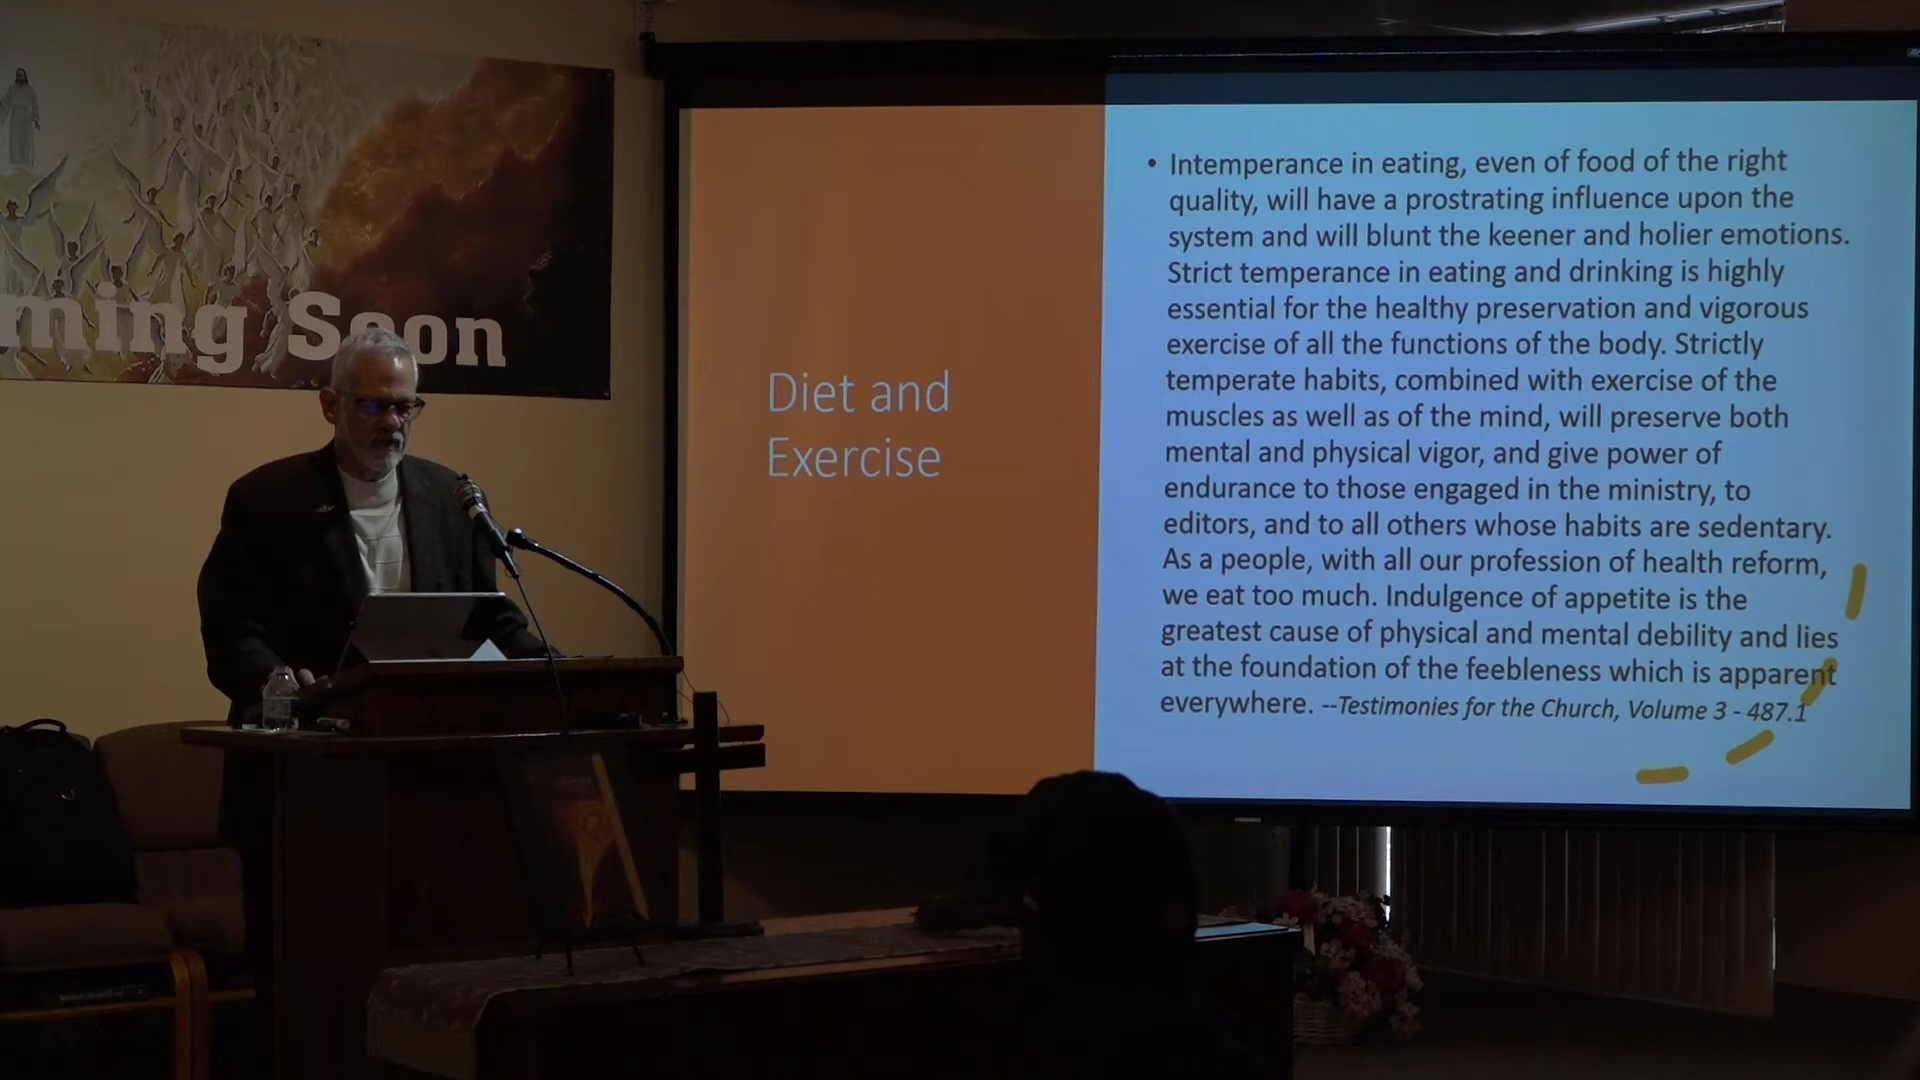 ming Soon
Diet and
Exercise
• Intemperance in eating, even of food of the right
quality, will have a prostrating influence upon the
system and will blunt the keener and holier emotions.
Strict temperance in eating and drinking is highly
essential for the healthy preservation and vigorous
exercise of all the functions of the body. Strictly
temperate habits, combined with exercise of the
muscles as well as of the mind, will preserve both
mental and physical vigor, and give power of
endurance to those engaged in the ministry, to
editors, and to all others whose habits are sedentary.
As a people, with all our profession of health reform,
we eat too much. Indulgence of appetite is the
greatest cause of physical and mental debility and lies
at the foundation of the feebleness which is apparent
everywhere. --Testimonies for the Church, Volume 3 - 487.1